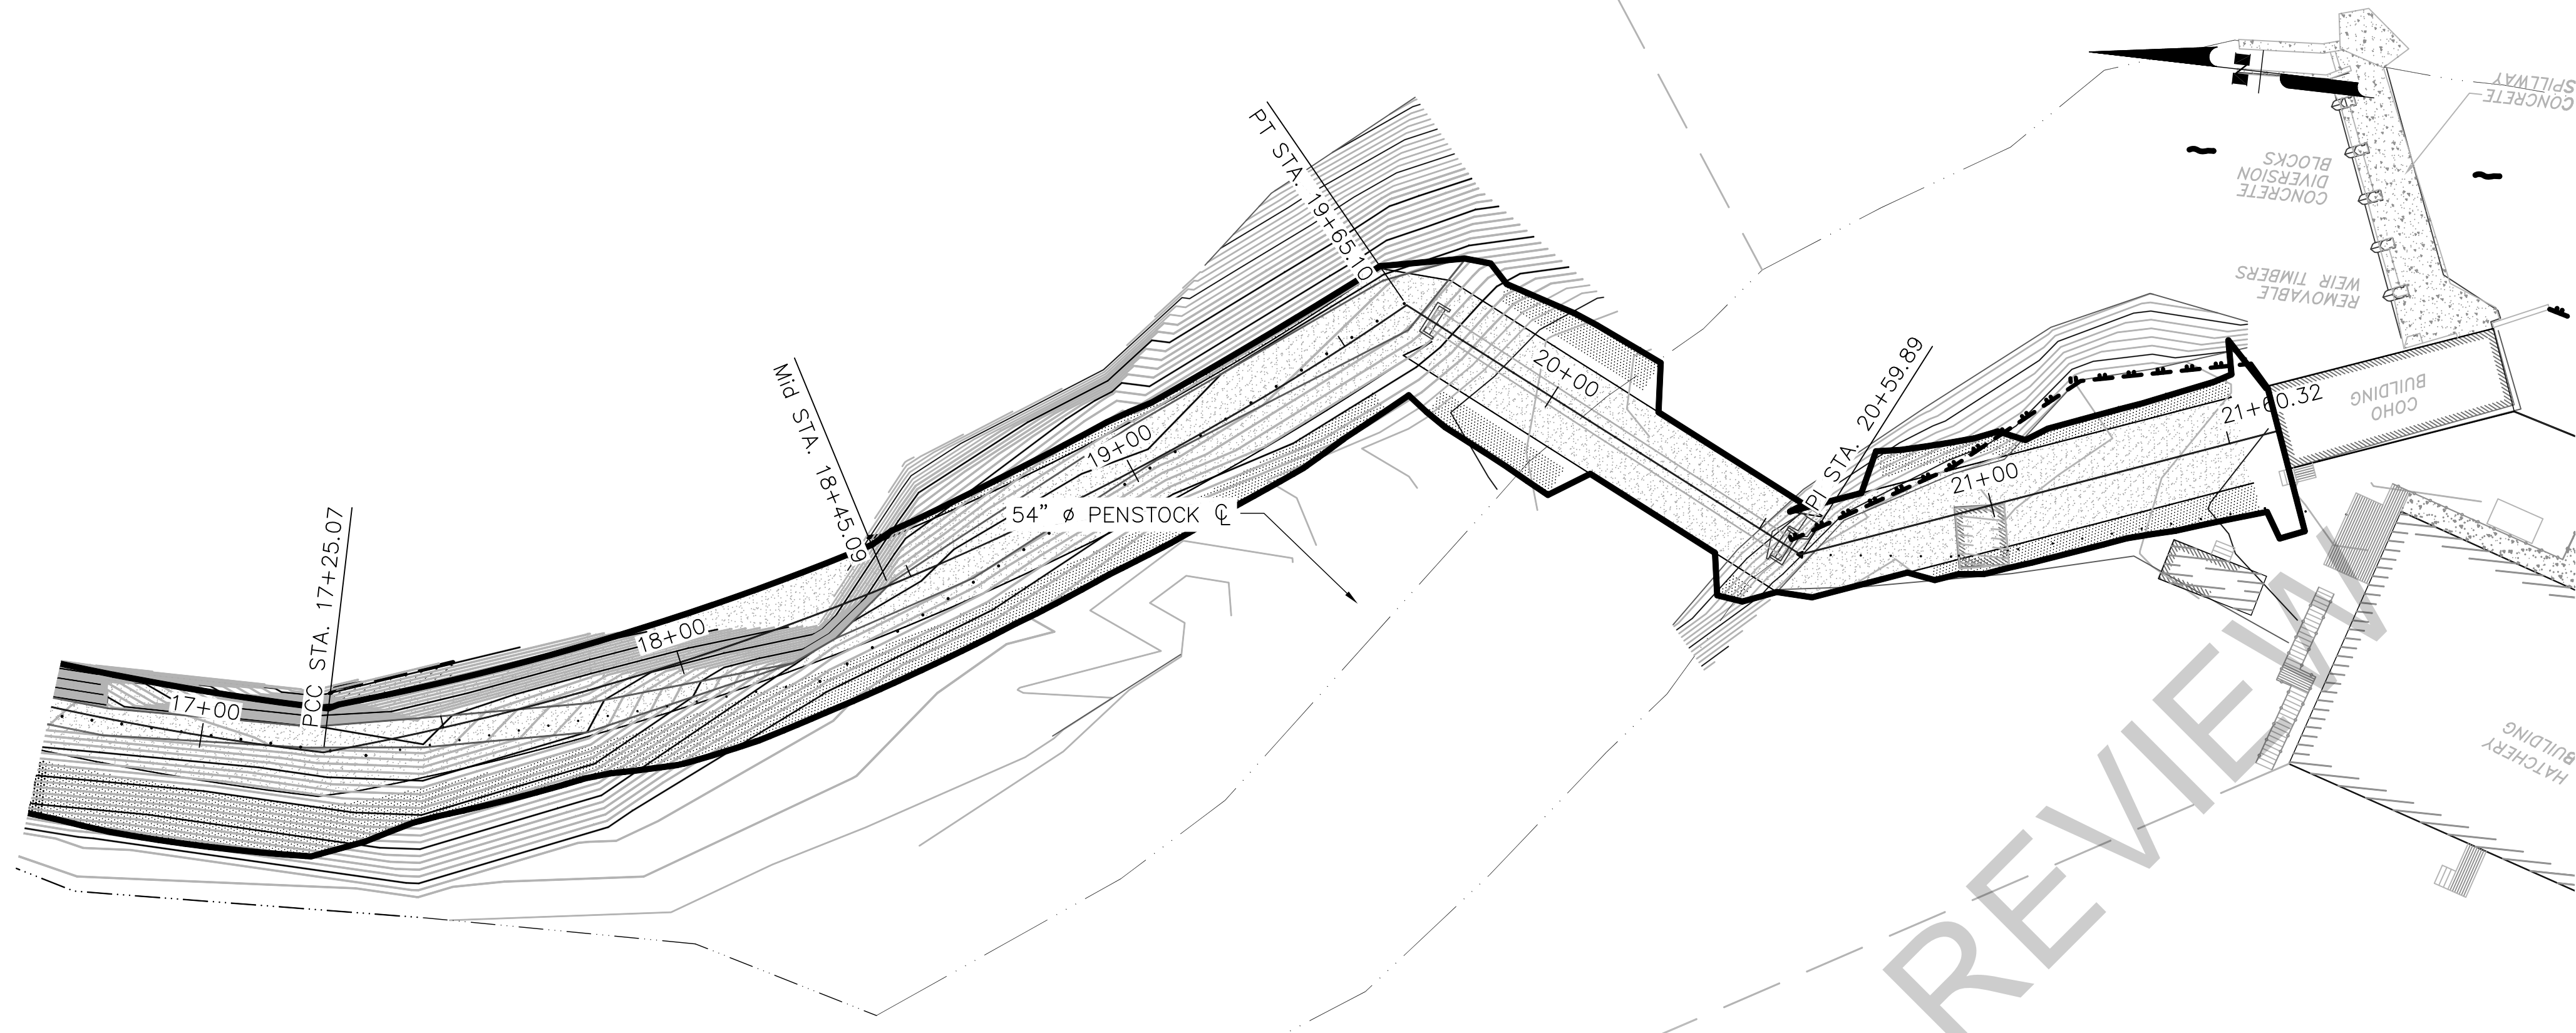 CONCRETE
SPILLWAY
CONCRETE
DIVERSION
BLOCKS
REMOVABLE
WEIR TIMBERS
N
PT STA. 19+65.10
20+00
PI STA. 20+59.89
21+60.32
COHO
BUILDING
Mid STA. 18+45.09
19+00
21+00
54” ø PENSTOCK ℄
PCC STA. 17+25.07
18+00
17+00
HATCHERY
BUILDING
REVIEW